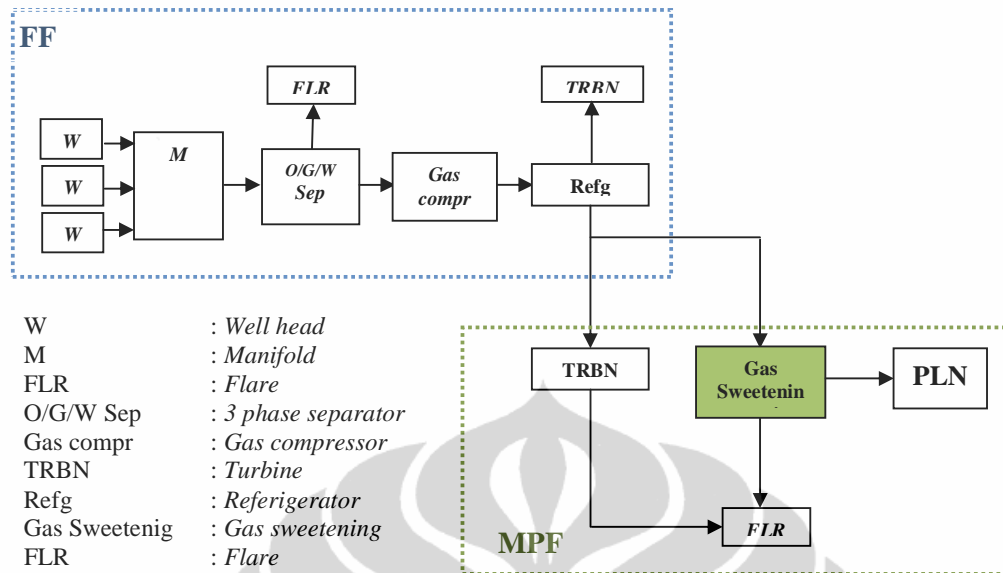 FF
FLR
TRBN
W
W
W
M
O/G/W
Sep
Gas
compr
Refg
W : Well head
M : Manifold
FLR : Flare
O/G/W Sep : 3 phase separator
Gas compr : Gas compressor
TRBN : Turbine
Refg : Referigerator
Gas Sweetenig : Gas sweetening
FLR : Flare
TRBN
Gas
Sweetenin
PLN
FLR
MPF